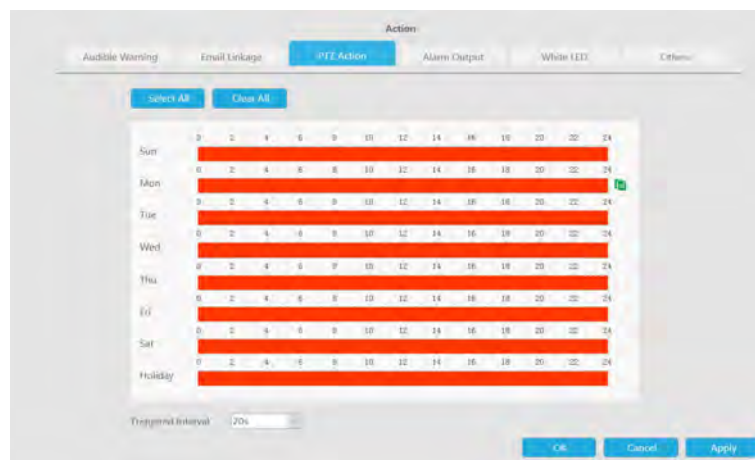 Action
Audible Warning Email Linkage PTZ Action Alarm Output White LED Others
Select All Clear All
0 2 4 6 8 10 12 14 16 18 20 22 24
Sun
0 2 4 6 8 10 12 14 16 18 20 22 24
Mon
0 2 4 6 8 10 12 14 16 18 20 22 24
Tue
0 2 4 6 8 10 12 14 16 18 20 22 24
Wed
0 2 4 6 8 10 12 14 16 18 20 22 24
Thu
0 2 4 6 8 10 12 14 16 18 20 22 24
Fri
0 2 4 6 8 10 12 14 16 18 20 22 24
Sat
0 2 4 6 8 10 12 14 16 18 20 22 24
Holiday
Triggered Interval 20s
OK Cancel Apply